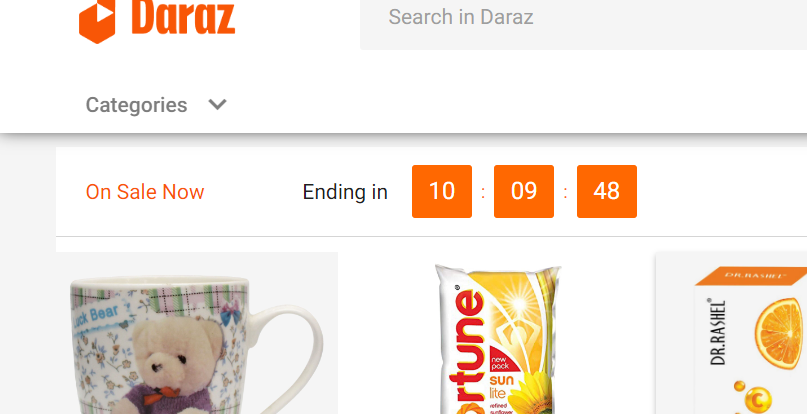 Daraz
Search in Daraz
Categories
On Sale Now
Ending in 10 : 09 : 48
Luck Bear
rtune
new
pack
sun
lite
refined
sunflower
DR.RASHEL
DR.RASHEL®
C